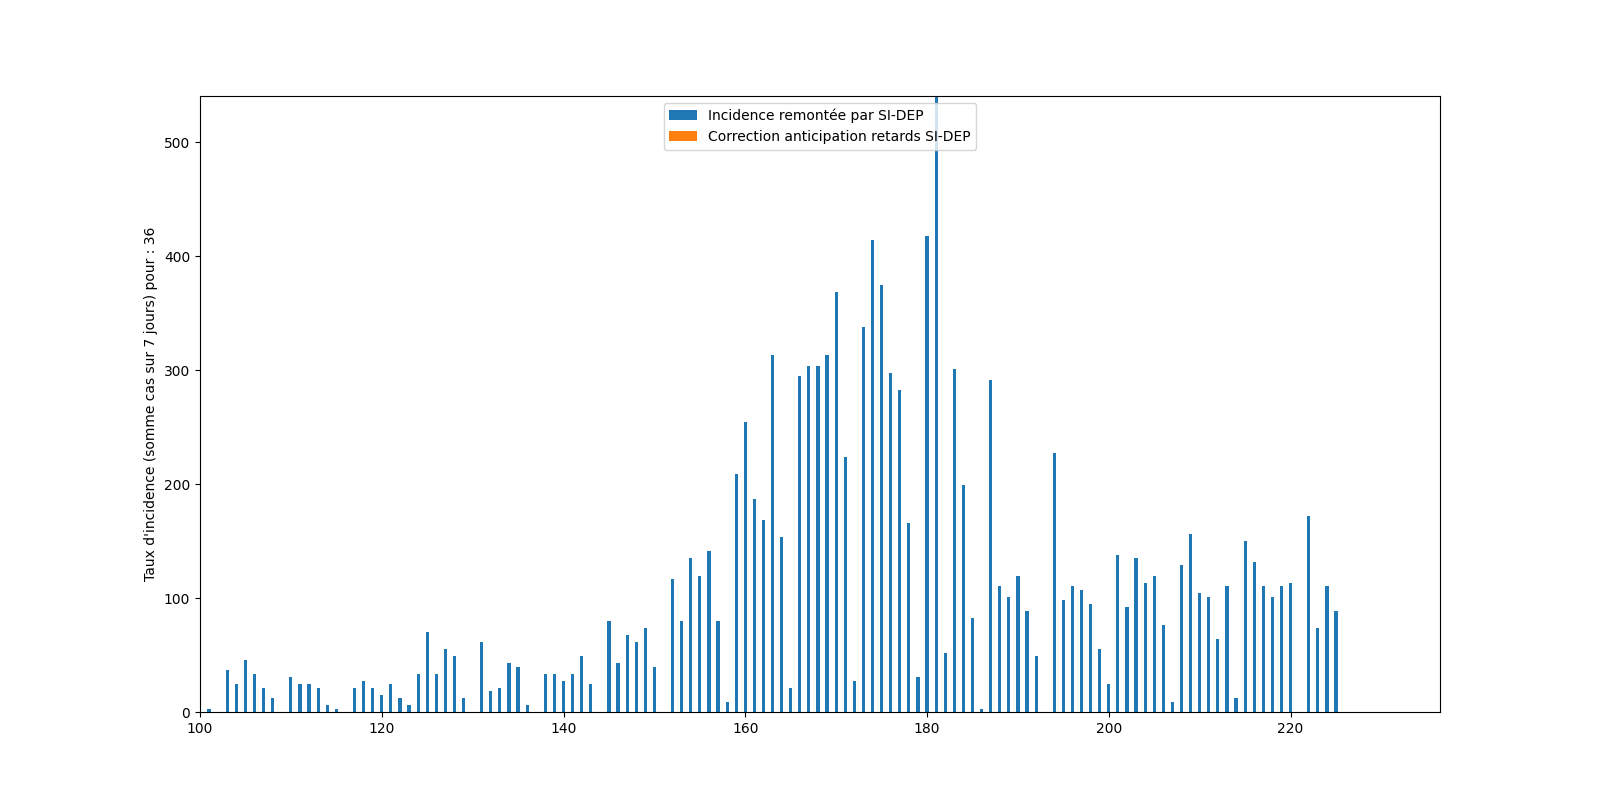 Incidence remontée par SI-DEP
Correction anticipation retards SI-DEP
Taux d'incidence (somme cas sur 7 jours) pour : 36
500
400
300
200
100
0
100 120 140 160 180 200 220